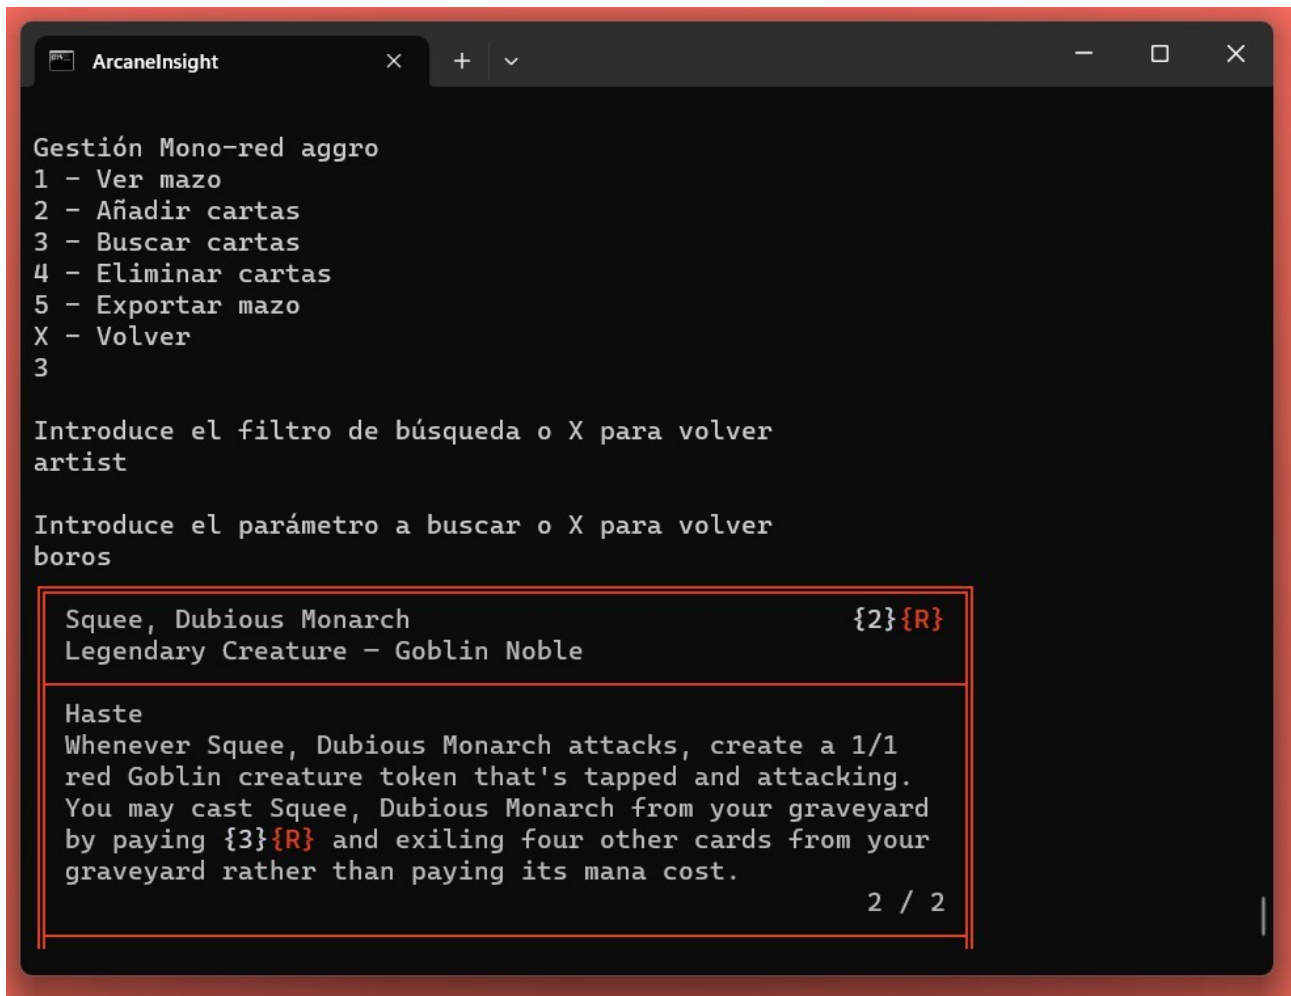 ArcaneInsight
Gestión Mono-red aggro
1 - Ver mazo
2 - Añadir cartas
3 - Buscar cartas
4 - Eliminar cartas
5 - Exportar mazo
X - Volver
3
Introduce el filtro de búsqueda o X para volver
artist
Introduce el parámetro a buscar o X para volver
boros
Squee, Dubious Monarch {2}{R}
Legendary Creature — Goblin Noble
Haste
Whenever Squee, Dubious Monarch attacks, create a 1/1
red Goblin creature token that's tapped and attacking.
You may cast Squee, Dubious Monarch from your graveyard
by paying {3}{R} and exiling four other cards from your
graveyard rather than paying its mana cost.
2 / 2